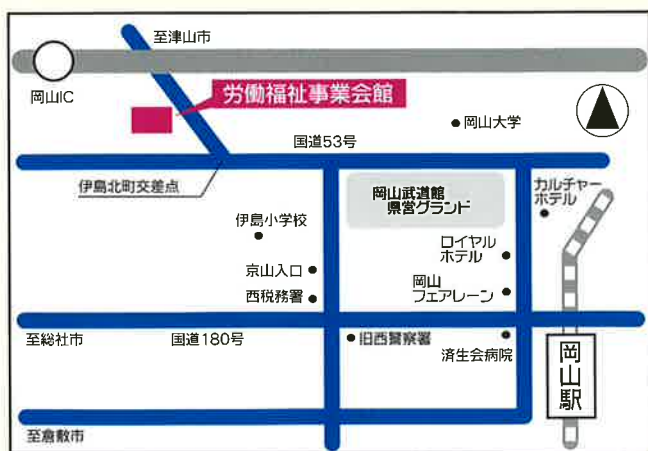 至津山市
岡山IC
労働福祉事業会館
岡山大学
国道53号
伊島北町交差点
岡山武道館
県営グランド
カルチャー
ホテル
伊島小学校
ロイヤル
ホテル
京山入口
岡山
フェアレーン
西税務署
至総社市
国道180号
旧西警察署
済生会病院
岡山駅
至倉敷市